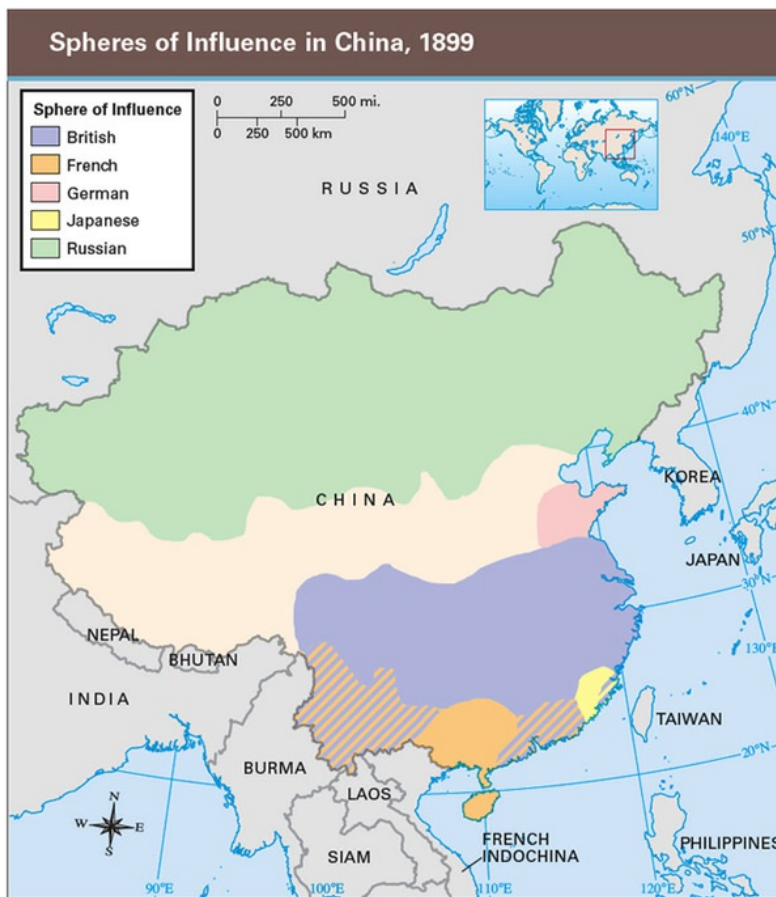 Spheres of Influence in China, 1899
Sphere of Influence
British
French
German
Japanese
Russian
0 250 500 mi.
0 250 500 km
60°N
140°E
RUSSIA
50°N
40°N
CHINA
KOREA
JAPAN
30°N
NEPAL
BHUTAN
130°E
INDIA
TAIWAN
20°N
BURMA
LAOS
N
W E
S
FRENCH
INDOCHINA
PHILIPPINES
SIAM
90°E
100°E
110°E
120°E